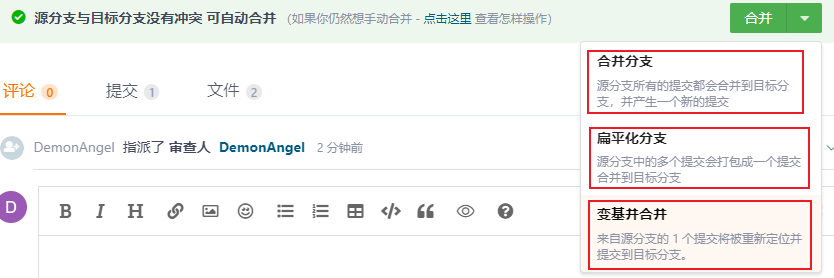 源分支与目标分支没有冲突 可自动合并 (如果你仍然想手动合并 - 点击这里 查看怎样操作)
合并
合并分支
源分支所有的提交都会合并到目标分
支，并产生一个新的提交
评论 0 提交 1 文件 2
扁平化分支
源分支中的多个提交会打包成一个提交
合并到目标分支
DemonAngel 指派了 审查人 DemonAngel 2 分钟前
D
B I H
变基并合并
来自源分支的 1 个提交将被重新定位并
提交到目标分支。